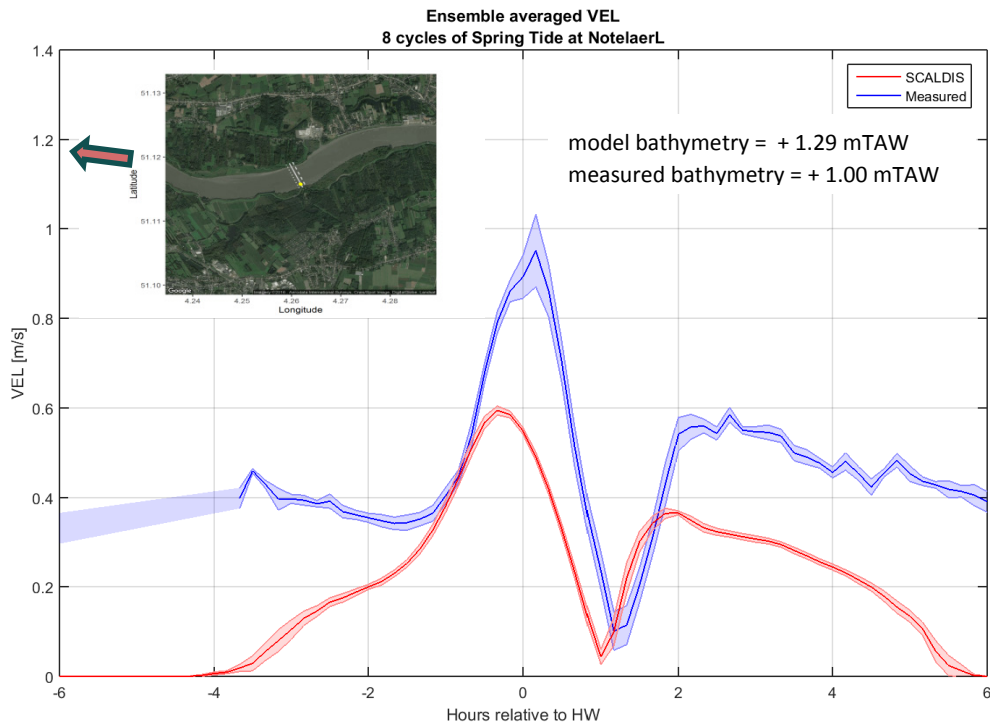 Ensemble averaged VEL
8 cycles of Spring Tide at NotelaerL
1.4
1.2
1
0.8
0.6
0.4
0.2
0
VEL [m/s]
SCALDIS
Measured
model bathymetry = + 1.29 mTAW
measured bathymetry = + 1.00 mTAW
51.13
51.12
51.11
51.10
Latitude
Google
4.24
4.25
4.26
4.27
4.28
Longitude
-6
-4
-2
0
2
4
6
Hours relative to HW